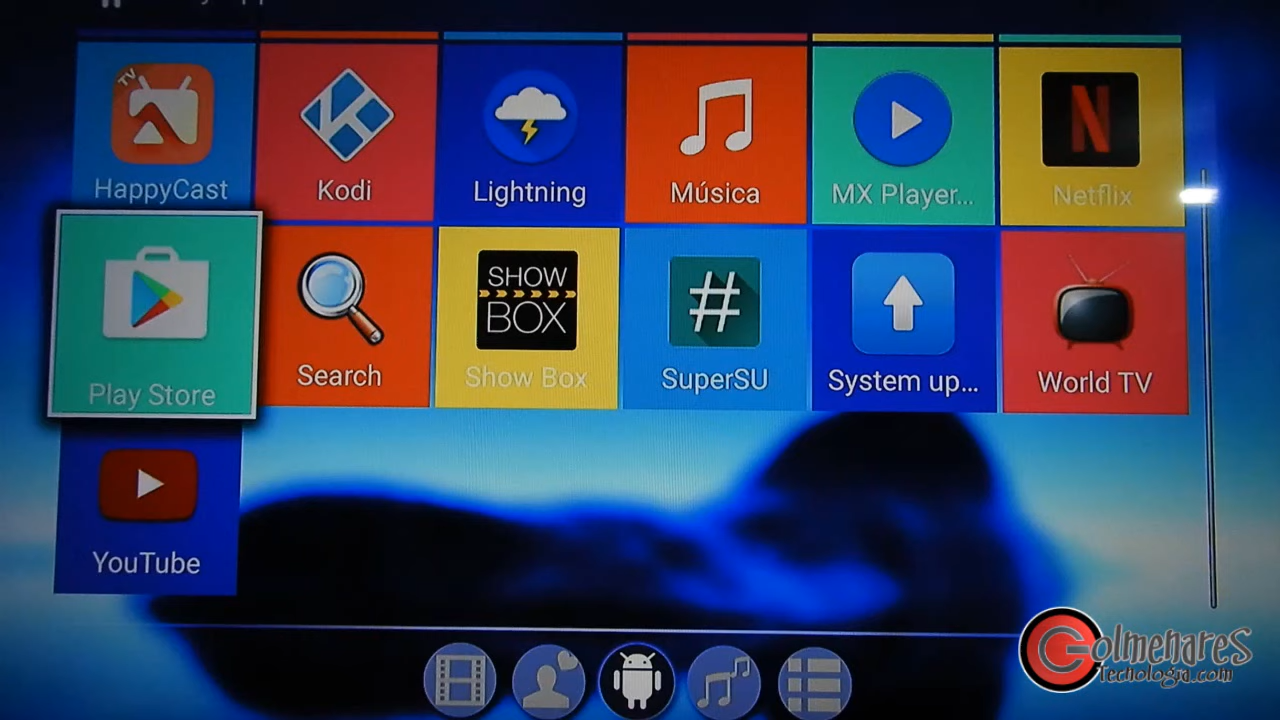 TV
HappyCast
Kodi
Lightning
Música
MX Player...
N
Netflix
Play Store
Search
SHOW
BOX
Show Box
#
SuperSU
System up...
World TV
YouTube
Golmenares
Tecnologia.com